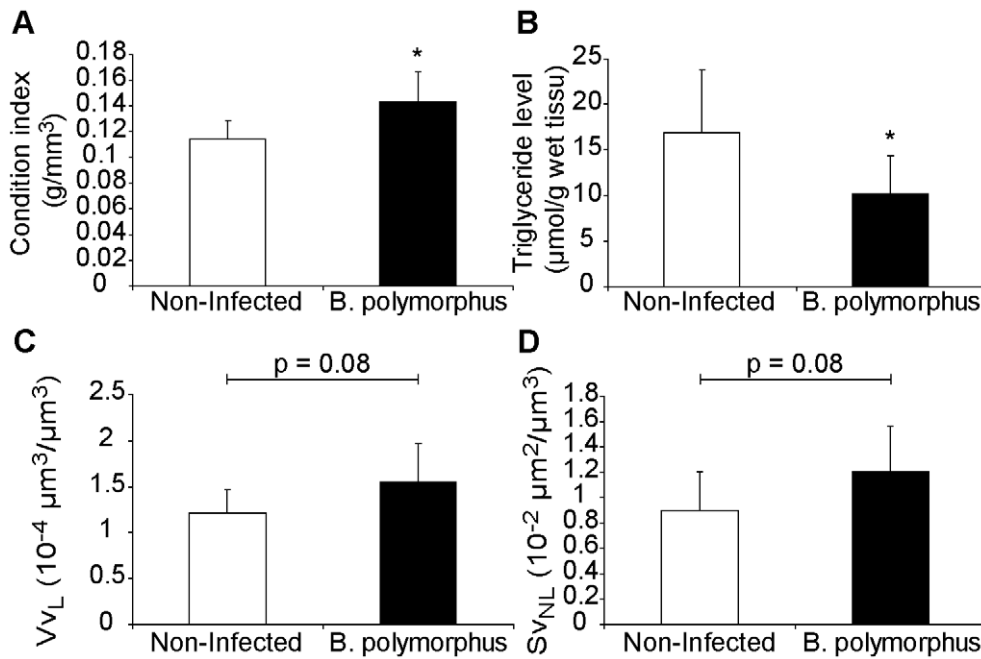 A
Condition index
(g/mm³)
0.18
0.16
0.14
0.12
0.1
0.08
0.06
0.04
0.02
0
*
Non-Infected
B. polymorphus
B
Triglyceride level
(µmol/g wet tissu)
25
20
15
10
5
0
*
Non-Infected
B. polymorphus
C
p = 0.08
Vv_L (10⁻⁴ µm³/µm³)
2.5
2
1.5
1
0.5
0
Non-Infected
B. polymorphus
D
p = 0.08
Sv_NL (10⁻² µm²/µm³)
1.8
1.6
1.4
1.2
1
0.8
0.6
0.4
0.2
0
Non-Infected
B. polymorphus